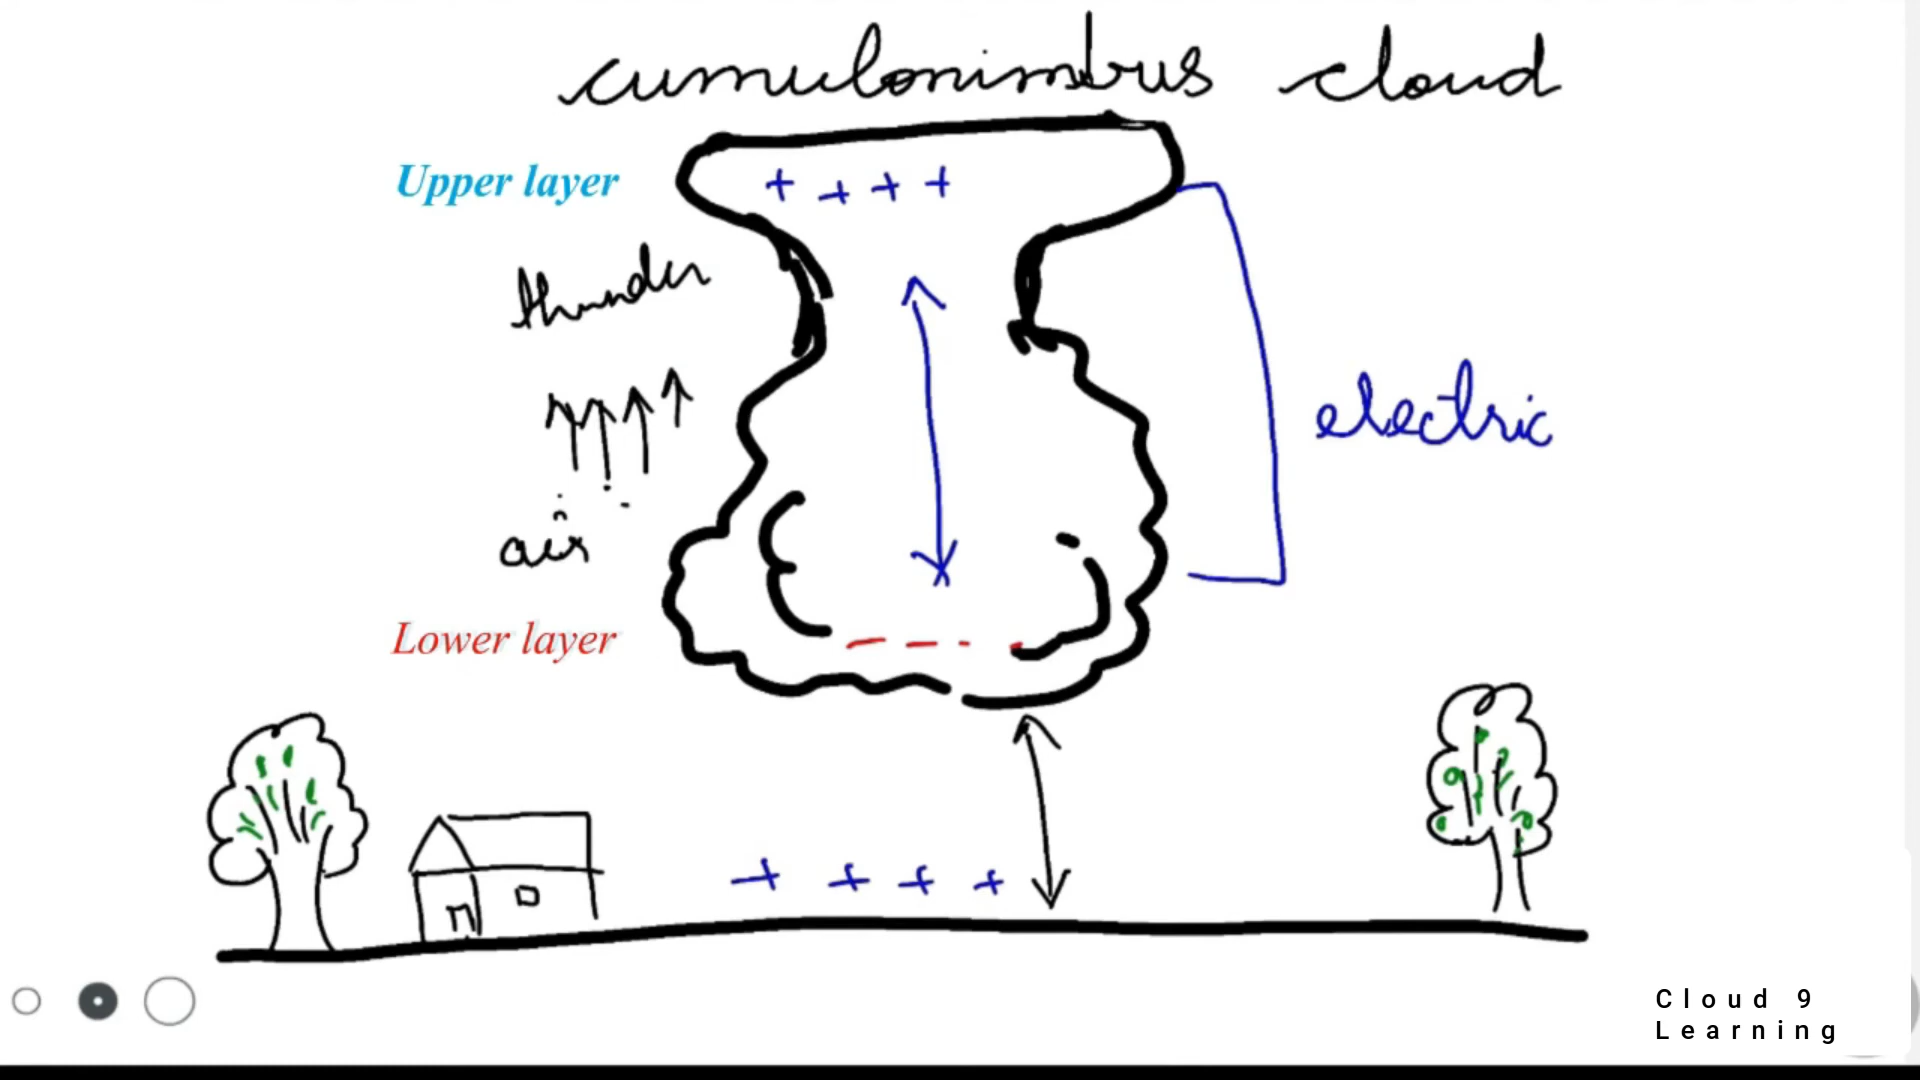 cumulonimbus cloud
Upper layer
+ + + +
thunder
electric
air
Lower layer
- - - -
+ + + +
Cloud 9
Learning